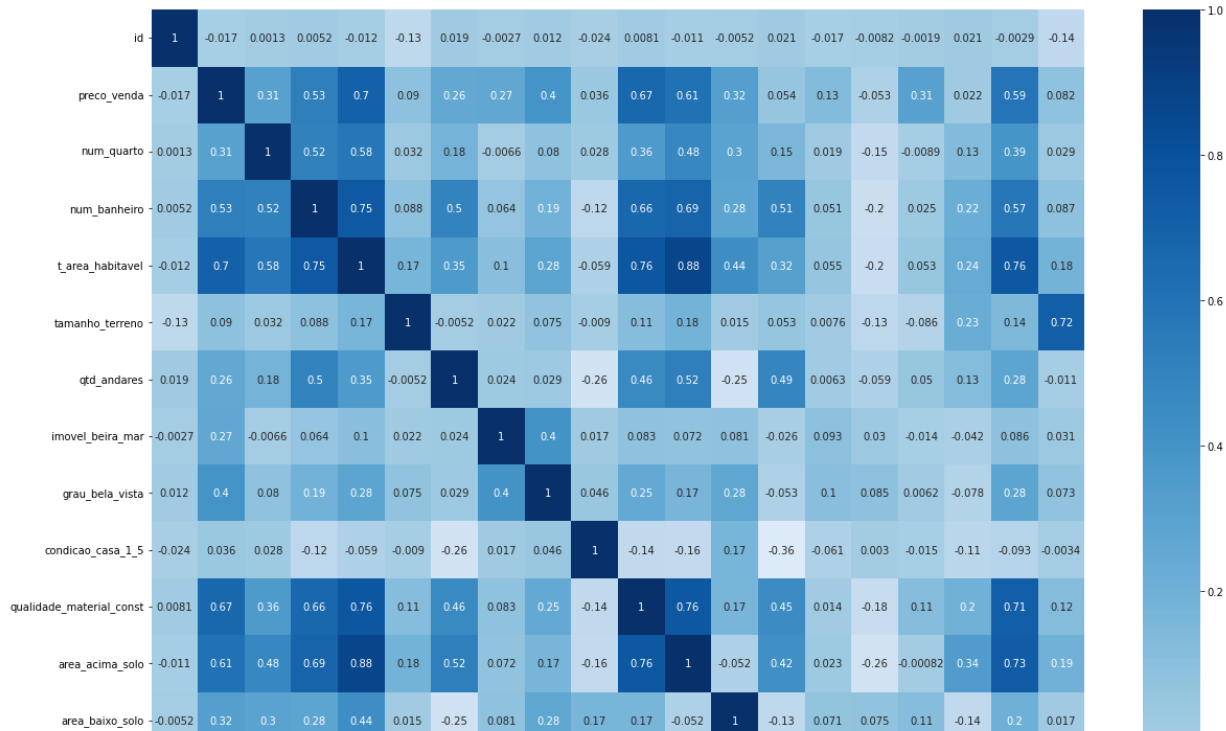 id 1 -0.017 0.0013 0.0052 -0.012 -0.13 0.019 -0.0027 0.012 -0.024 0.0081 -0.011 -0.0052 0.021 -0.017 -0.0082 -0.0019 0.021 -0.0029 -0.14
preco_venda -0.017 1 0.31 0.53 0.7 0.09 0.26 0.27 0.4 0.036 0.67 0.61 0.32 0.054 0.13 -0.053 0.31 0.022 0.59 0.082
num_quarto 0.0013 0.31 1 0.52 0.58 0.032 0.18 -0.0066 0.08 0.028 0.36 0.48 0.3 0.15 0.019 -0.15 -0.0089 0.13 0.39 0.029
num_banheiro 0.0052 0.53 0.52 1 0.75 0.088 0.5 0.064 0.19 -0.12 0.66 0.69 0.28 0.51 0.051 -0.2 0.025 0.22 0.57 0.087
t_area_habitavel -0.012 0.7 0.58 0.75 1 0.17 0.35 0.1 0.28 -0.059 0.76 0.88 0.44 0.32 0.055 -0.2 0.053 0.24 0.76 0.18
tamanho_terreno -0.13 0.09 0.032 0.088 0.17 1 -0.0052 0.022 0.075 -0.009 0.11 0.18 0.015 0.053 0.0076 -0.13 -0.086 0.23 0.14 0.72
qtd_andares 0.019 0.26 0.18 0.5 0.35 -0.0052 1 0.024 0.029 -0.26 0.46 0.52 -0.25 0.49 0.0063 -0.059 0.05 0.13 0.28 -0.011
imovel_beira_mar -0.0027 0.27 -0.0066 0.064 0.1 0.022 0.024 1 0.4 0.017 0.083 0.072 0.081 -0.026 0.093 0.03 -0.014 -0.042 0.086 0.031
grau_bela_vista 0.012 0.4 0.08 0.19 0.28 0.075 0.029 0.4 1 0.046 0.25 0.17 0.28 -0.053 0.1 0.085 0.0062 -0.078 0.28 0.073
condicao_casa_1_5 -0.024 0.036 0.028 -0.12 -0.059 -0.009 -0.26 0.017 0.046 1 -0.14 -0.16 0.17 -0.36 -0.061 0.003 -0.015 -0.11 -0.093 -0.0034
qualidade_material_const 0.0081 0.67 0.36 0.66 0.76 0.11 0.46 0.083 0.25 -0.14 1 0.76 0.17 0.45 0.014 -0.18 0.11 0.2 0.71 0.12
area_acima_solo -0.011 0.61 0.48 0.69 0.88 0.18 0.52 0.072 0.17 -0.16 0.76 1 -0.052 0.42 0.023 -0.26 -0.00082 0.34 0.73 0.19
area_baixo_solo -0.0052 0.32 0.3 0.28 0.44 0.015 -0.25 0.081 0.28 0.17 0.17 -0.052 1 -0.13 0.071 0.075 0.11 -0.14 0.2 0.017
1.0
0.8
0.6
0.4
0.2